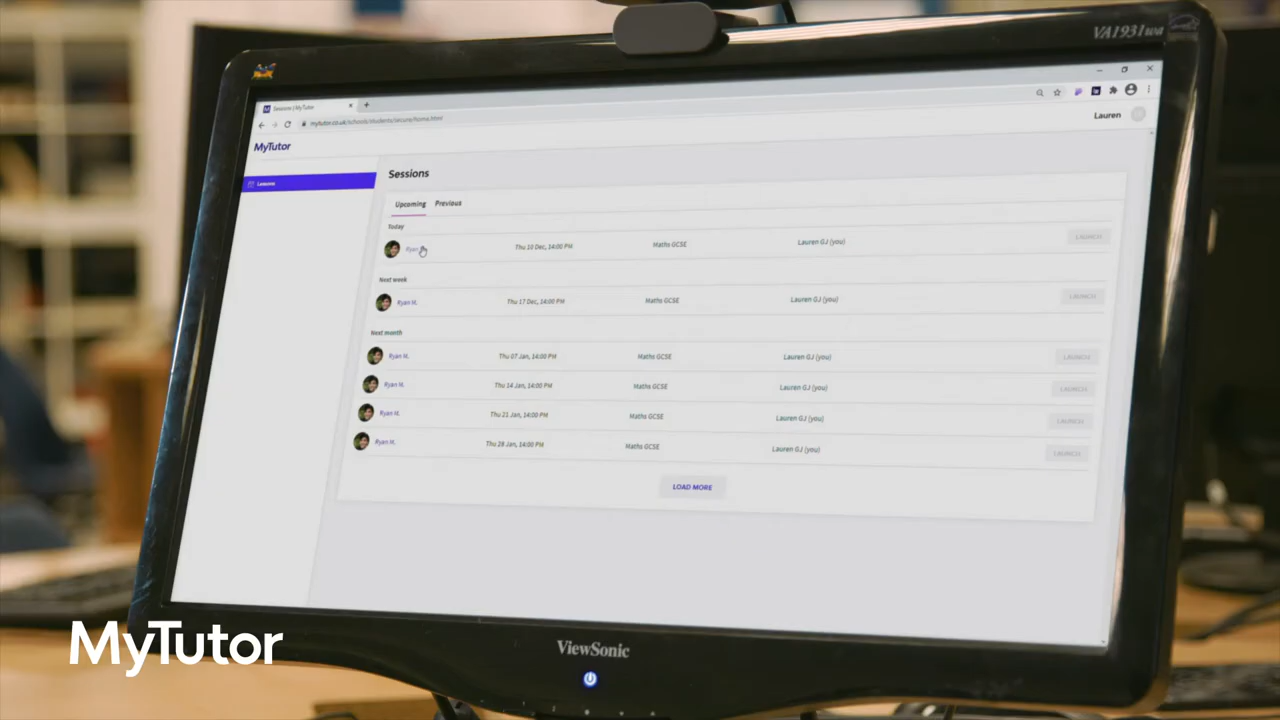 VA1931wa
Sessions | MyTutor
mytutor.co.uk/schools/students/secure/home.html
Lauren
MyTutor
Lessons
Sessions
Upcoming Previous
Today
Ryan Thu 10 Dec, 14:00 PM Maths GCSE Lauren GJ (you) LAUNCH
Next week
Ryan M. Thu 17 Dec, 14:00 PM Maths GCSE Lauren GJ (you) LAUNCH
Next month
Ryan M. Thu 07 Jan, 14:00 PM Maths GCSE Lauren GJ (you) LAUNCH
Ryan M. Thu 14 Jan, 14:00 PM Maths GCSE Lauren GJ (you) LAUNCH
Ryan M. Thu 21 Jan, 14:00 PM Maths GCSE Lauren GJ (you) LAUNCH
Ryan M. Thu 28 Jan, 14:00 PM Maths GCSE Lauren GJ (you) LAUNCH
LOAD MORE
MyTutor
ViewSonic